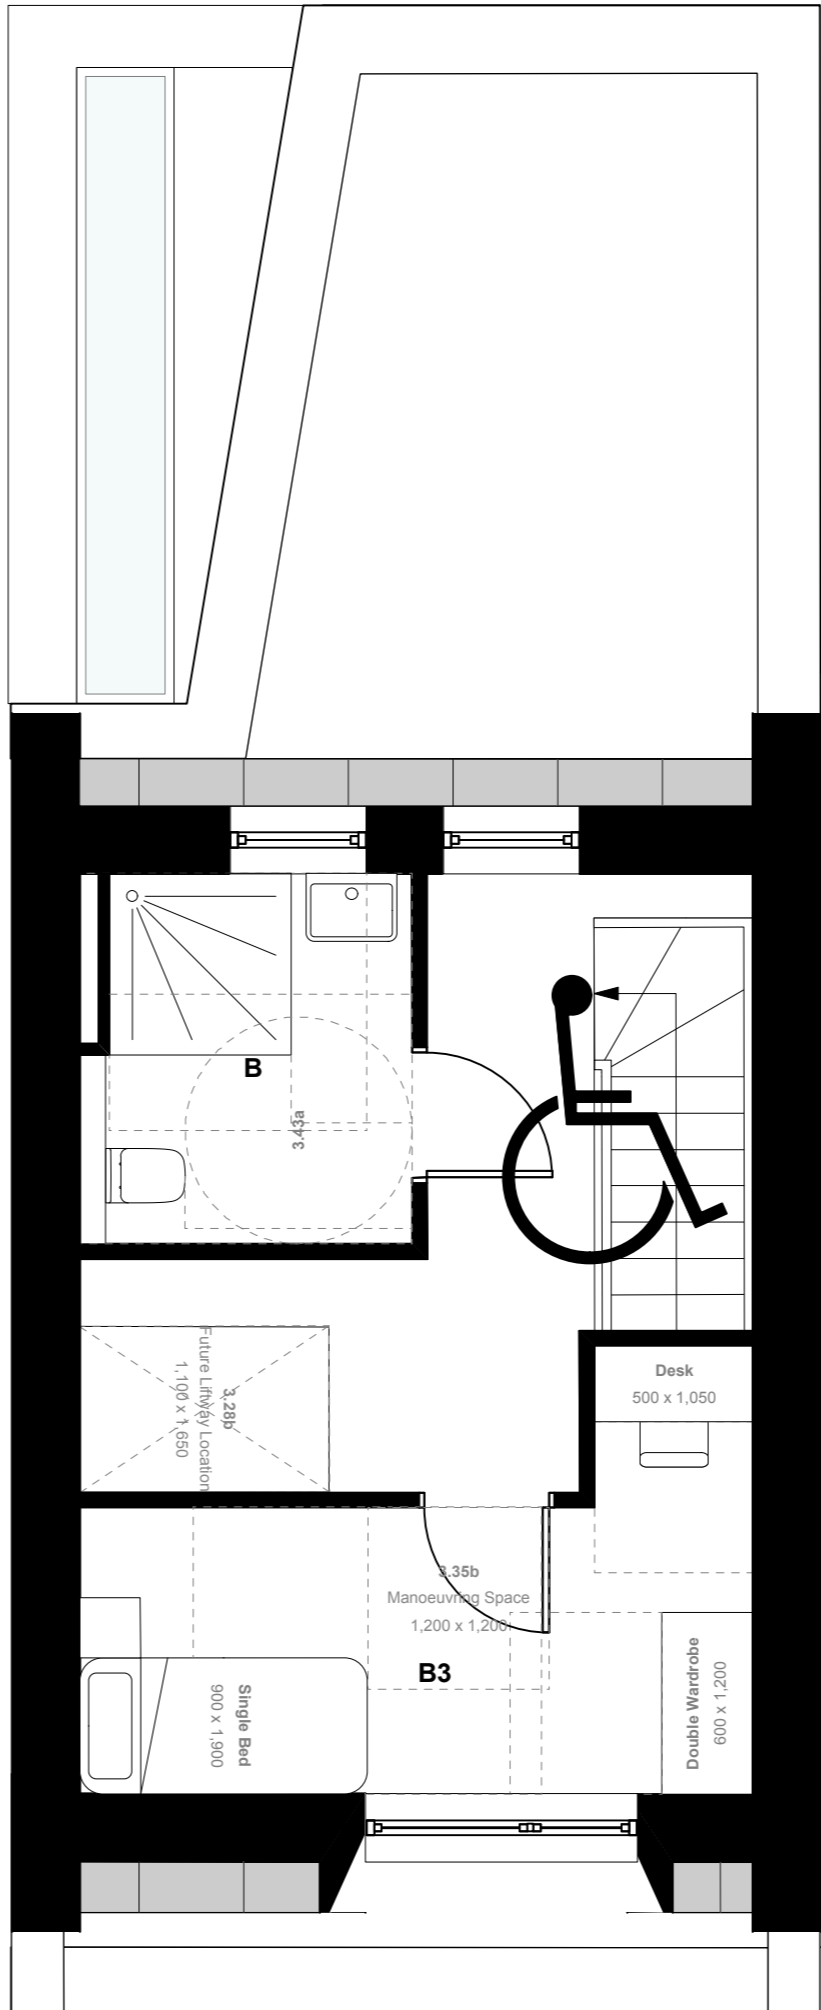 B
3.43a
3.28b
Future Liftway Location
1,100 x 1,650
Desk
500 x 1,050
3.35b
Manoeuvring Space
1,200 x 1,200
B3
Single Bed
900 x 1,900
Double Wardrobe
600 x 1,200